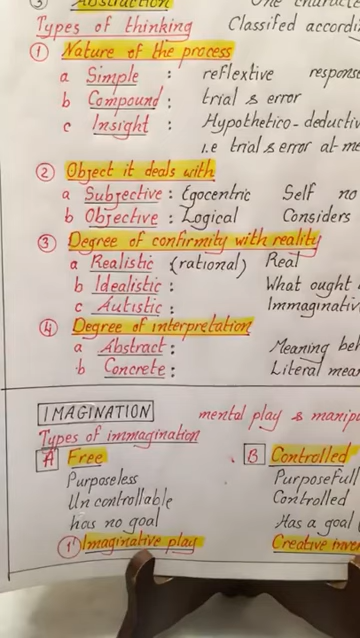 ③ Abstraction One characte
Types of thinking Classifed accordi
① Nature of the process
a Simple : reflextive respons
b Compound : trial & error
c Insight : Hypothetico-deductiv
i.e trial & error at me
② Object it deals with
a Subjective : Egocentric Self no
b Objective : Logical Considers
③ Degree of confirmity with reality
a Realistic (rational) Real
b Idealistic : What ought
c Autistic : Immaginativ
④ Degree of interpretation
a Abstract : Meaning beh
b Concrete : Literal mea
IMAGINATION mental play & manip
Types of immagination
A Free B Controlled
Purposeless Purposefull
Uncontrollable Controlled
has no goal Has a goal
① Imaginative play Creative inven